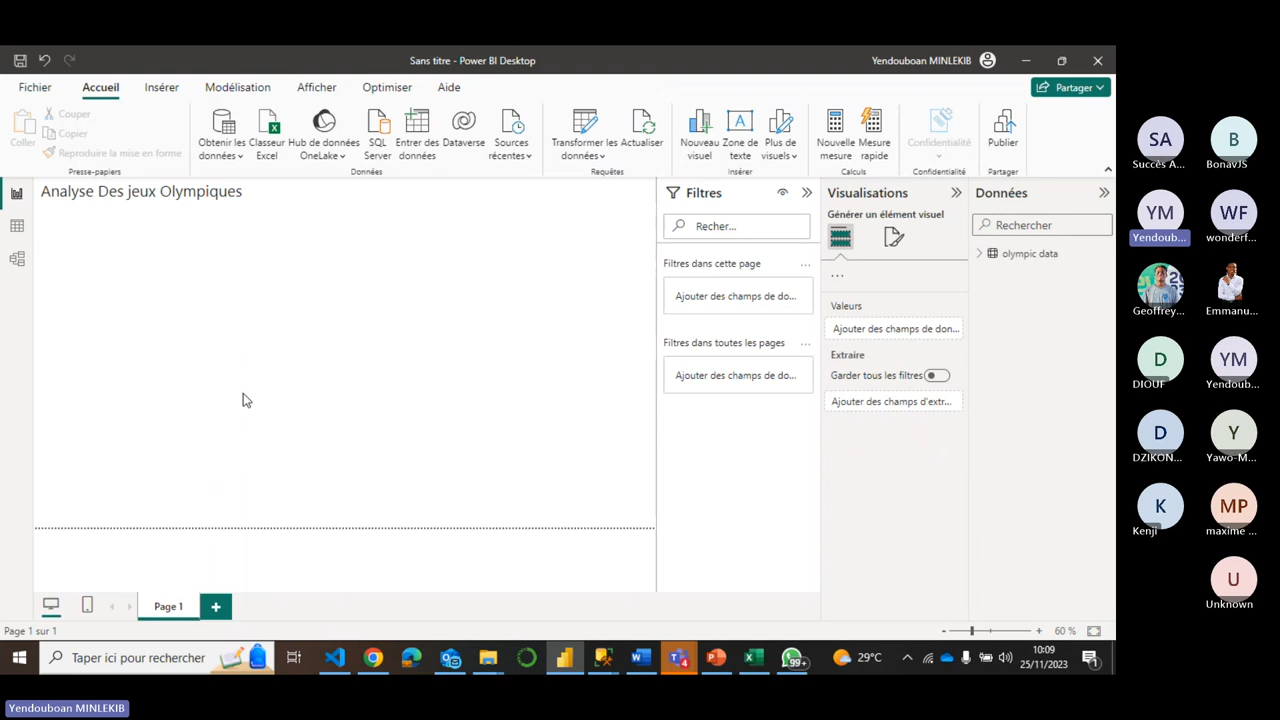 Sans titre - Power BI Desktop
Yendouboan MINLEKIB
Fichier
Accueil
Insérer
Modélisation
Afficher
Optimiser
Aide
Partager
Coller
Couper
Copier
Reproduire la mise en forme
Presse-papiers
Obtenir les données
Classeur Excel
Hub de données OneLake
SQL Server
Entrer des données
Dataverse
Sources récentes
Données
Transformer les données
Actualiser
Requêtes
Nouveau visuel
Zone de texte
Plus de visuels
Insérer
Nouvelle mesure
Mesure rapide
Calculs
Confidentialité
Confidentialité
Publier
Partager
Analyse Des jeux Olympiques
Filtres
Recher...
Filtres dans cette page
Ajouter des champs de do...
Filtres dans toutes les pages
Ajouter des champs de do...
Visualisations
Générer un élément visuel
Valeurs
Ajouter des champs de don...
Extraire
Garder tous les filtres
Ajouter des champs d'extr...
Données
Rechercher
olympic data
Page 1
Page 1 sur 1
60 %
Taper ici pour rechercher
99+
4
29°C
10:09
25/11/2023
1
SA
Succès A...
B
BonavJS
YM
Yendoub...
WF
wonderf...
Geoffrey...
Emmanu...
D
DIOUF
YM
Yendoub...
D
DZIKON...
Y
Yawo-M...
K
Kenji
MP
maxime ...
U
Unknown
Yendouboan MINLEKIB